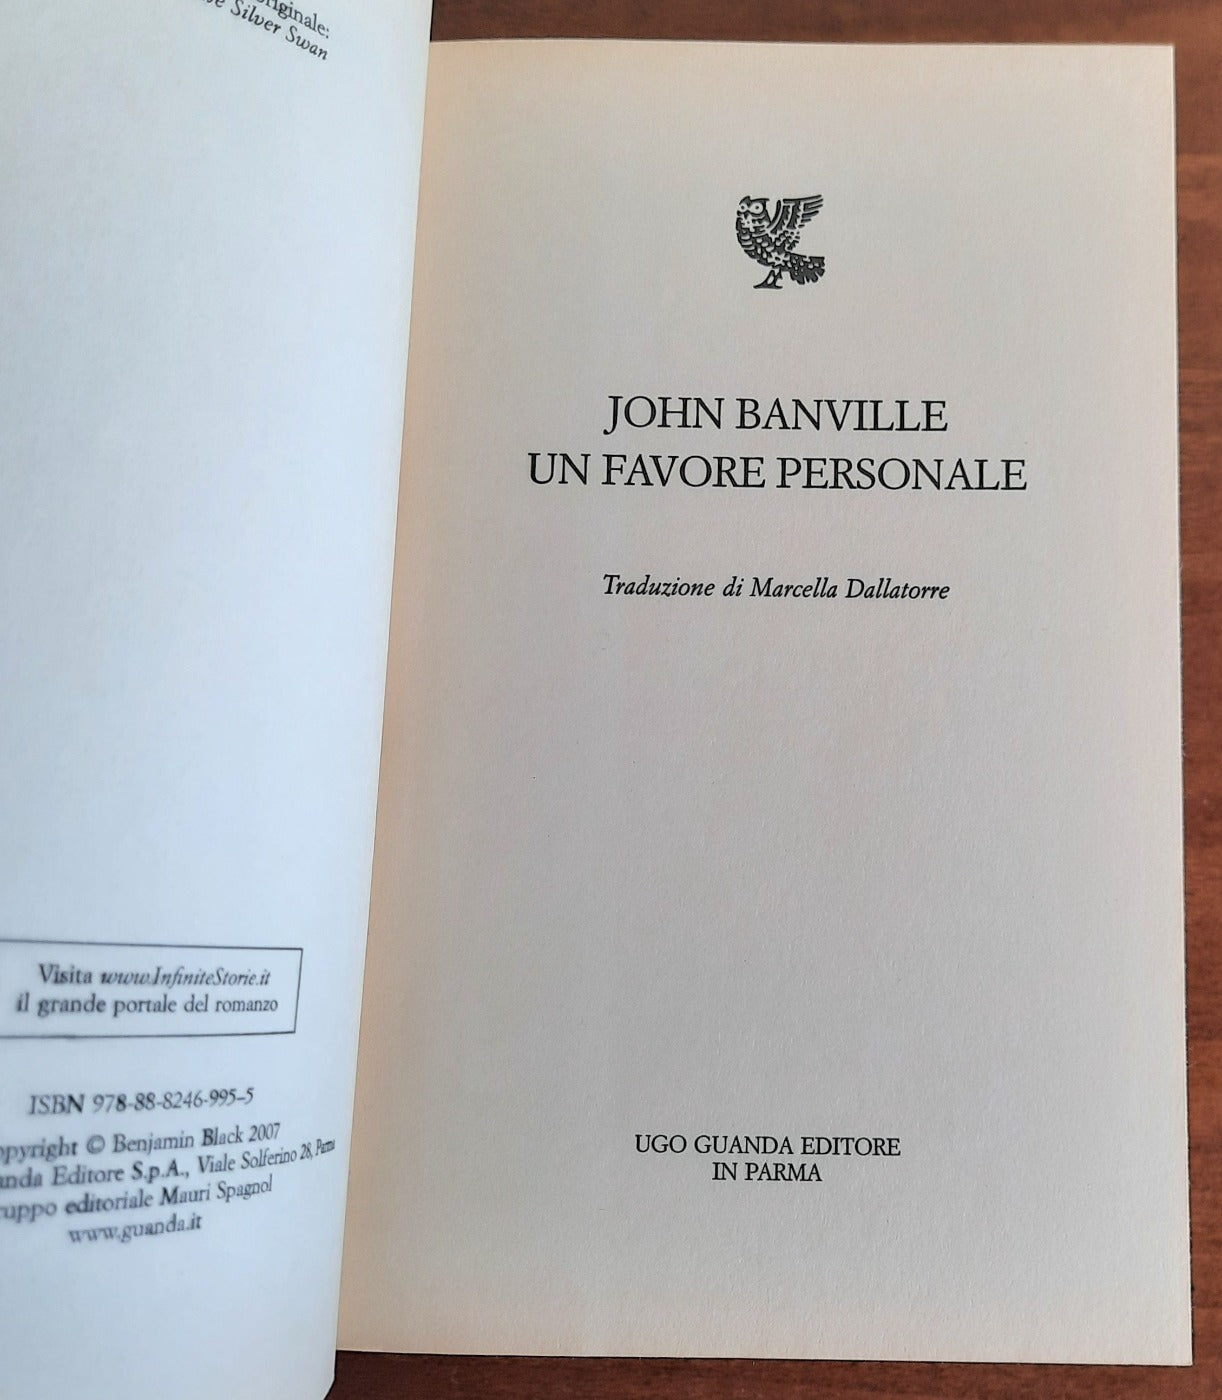 originale:
Silver Swan
Visita www.InfiniteStorie.it
il grande portale del romanzo
ISBN 978-88-8246-995-5
opyright © Benjamin Black 2007
anda Editore S.p.A., Viale Solferino 28, Parma
ruppo editoriale Mauri Spagnol
www.guanda.it
JOHN BANVILLE
UN FAVORE PERSONALE
Traduzione di Marcella Dallatorre
UGO GUANDA EDITORE
IN PARMA